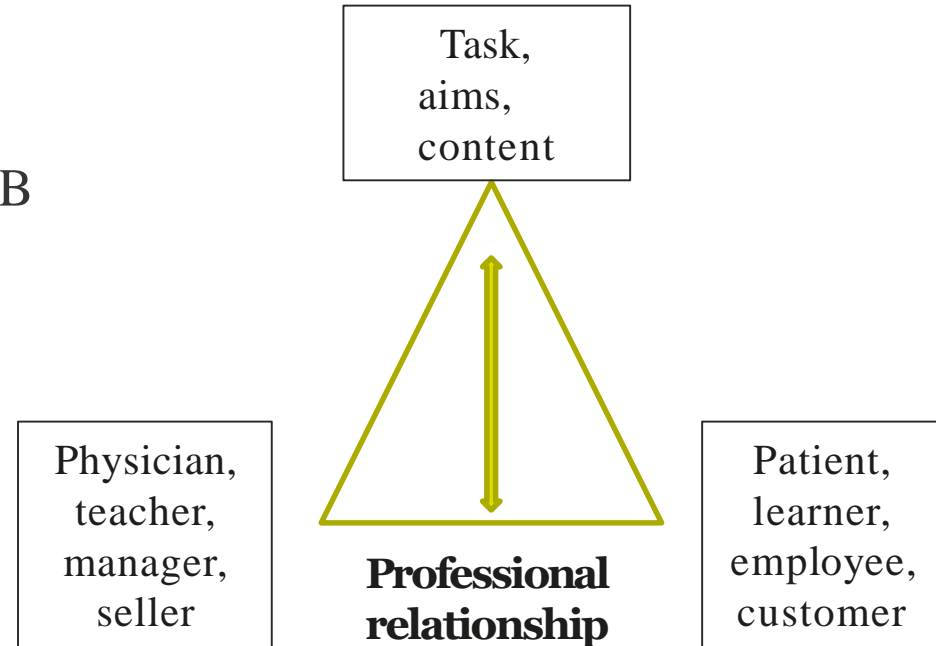 Task,
aims,
content
B
Physician,
teacher,
manager,
seller
Professional
relationship
Patient,
learner,
employee,
customer